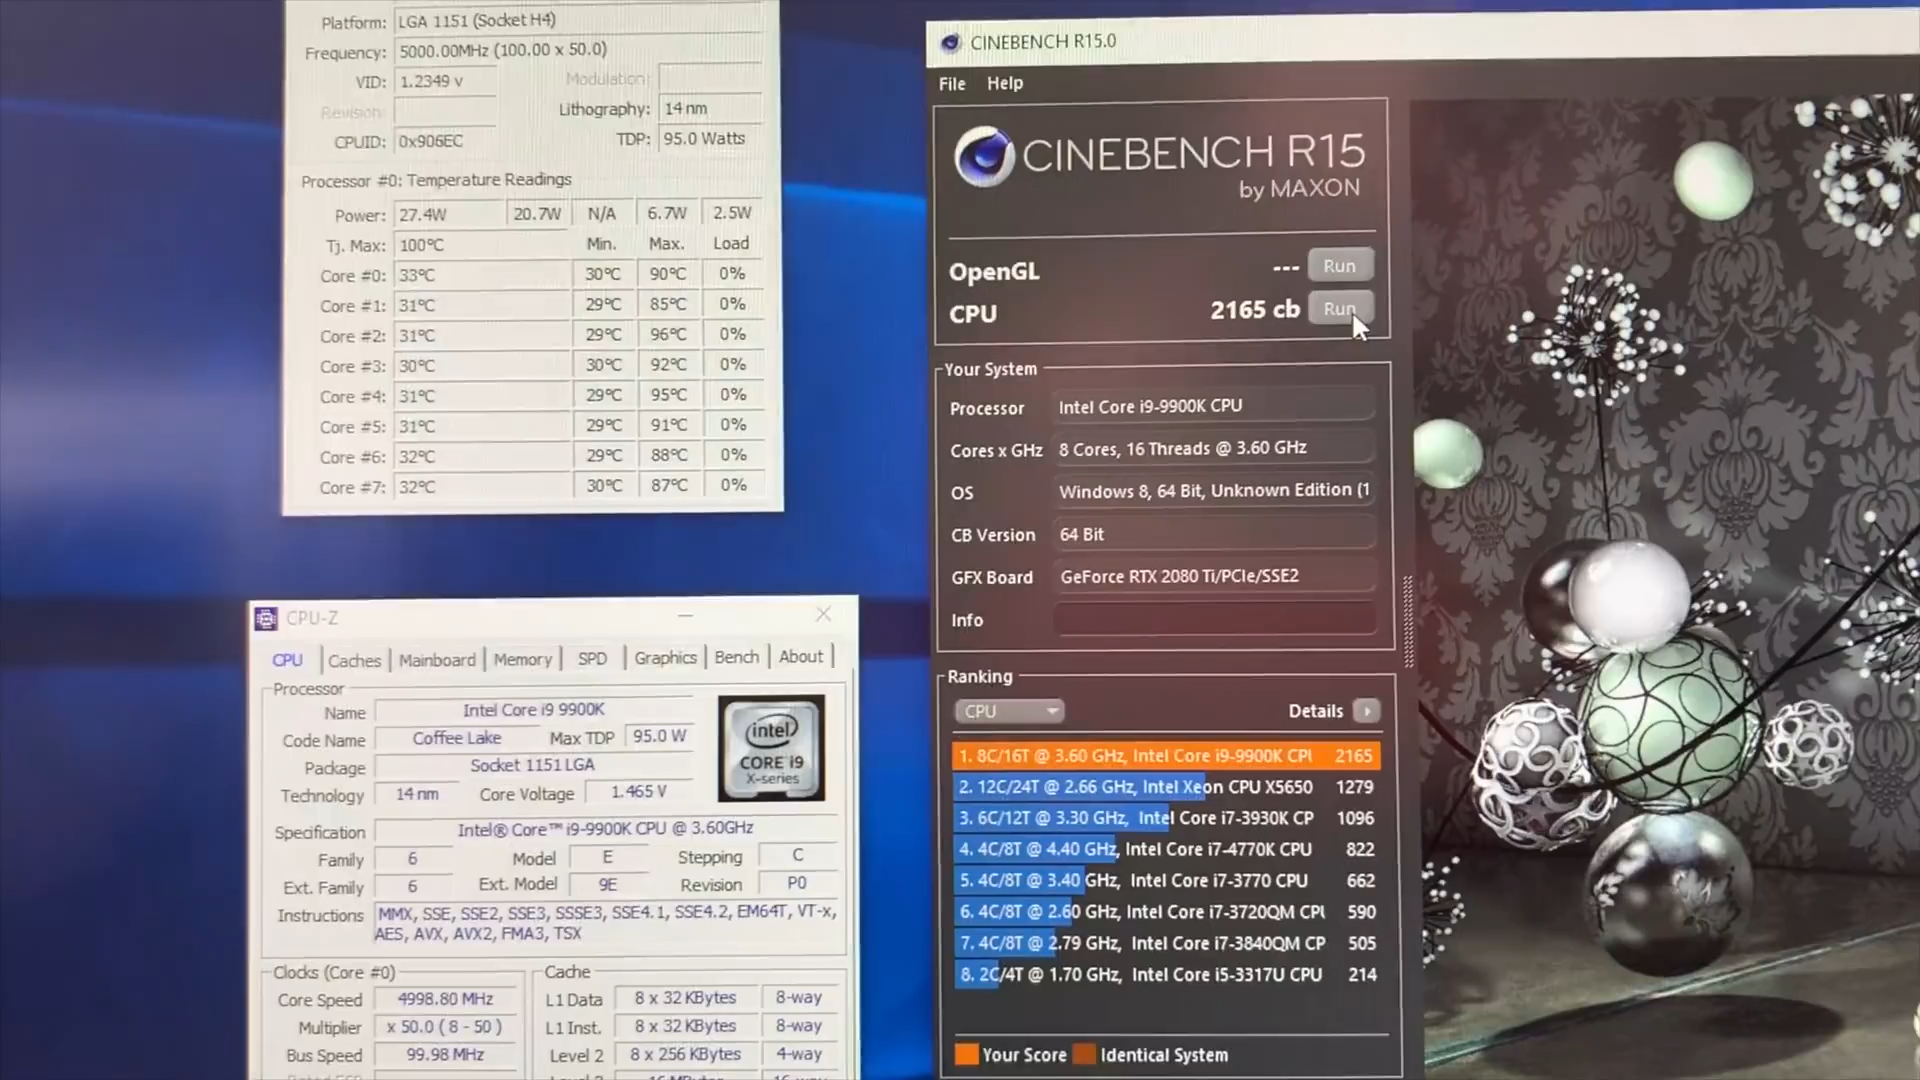 Platform: LGA 1151 (Socket H4)
Frequency: 5000.00MHz (100.00 x 50.0)
VID: 1.2349 v Modulation:
Revision: Lithography: 14 nm
CPUID: 0x906EC TDP: 95.0 Watts
Processor #0: Temperature Readings
Power: 27.4W 20.7W N/A 6.7W 2.5W
Tj. Max: 100°C Min. Max. Load
Core #0: 33°C 30°C 90°C 0%
Core #1: 31°C 29°C 85°C 0%
Core #2: 31°C 29°C 96°C 0%
Core #3: 30°C 30°C 92°C 0%
Core #4: 31°C 29°C 95°C 0%
Core #5: 31°C 29°C 91°C 0%
Core #6: 32°C 29°C 88°C 0%
Core #7: 32°C 30°C 87°C 0%
CPU-Z
CPU Caches Mainboard Memory SPD Graphics Bench About
Processor
Name Intel Core i9 9900K
Code Name Coffee Lake Max TDP 95.0 W
Package Socket 1151 LGA
Technology 14 nm Core Voltage 1.465 V
intel
CORE i9
X-series
Specification Intel® Core™ i9-9900K CPU @ 3.60GHz
Family 6 Model E Stepping C
Ext. Family 6 Ext. Model 9E Revision P0
Instructions MMX, SSE, SSE2, SSE3, SSSE3, SSE4.1, SSE4.2, EM64T, VT-x,
AES, AVX, AVX2, FMA3, TSX
Clocks (Core #0) Cache
Core Speed 4998.80 MHz L1 Data 8 x 32 KBytes 8-way
Multiplier x 50.0 ( 8 - 50 ) L1 Inst. 8 x 32 KBytes 8-way
Bus Speed 99.98 MHz Level 2 8 x 256 KBytes 4-way
CINEBENCH R15.0
File Help
CINEBENCH R15
by MAXON
OpenGL --- Run
CPU 2165 cb Run
Your System
Processor Intel Core i9-9900K CPU
Cores x GHz 8 Cores, 16 Threads @ 3.60 GHz
OS Windows 8, 64 Bit, Unknown Edition (1
CB Version 64 Bit
GFX Board GeForce RTX 2080 Ti/PCIe/SSE2
Info
Ranking
CPU Details
1. 8C/16T @ 3.60 GHz, Intel Core i9-9900K CPU 2165
2. 12C/24T @ 2.66 GHz, Intel Xeon CPU X5650 1279
3. 6C/12T @ 3.30 GHz, Intel Core i7-3930K CP 1096
4. 4C/8T @ 4.40 GHz, Intel Core i7-4770K CPU 822
5. 4C/8T @ 3.40 GHz, Intel Core i7-3770 CPU 662
6. 4C/8T @ 2.60 GHz, Intel Core i7-3720QM CPU 590
7. 4C/8T @ 2.79 GHz, Intel Core i7-3840QM CP 505
8. 2C/4T @ 1.70 GHz, Intel Core i5-3317U CPU 214
Your Score Identical System